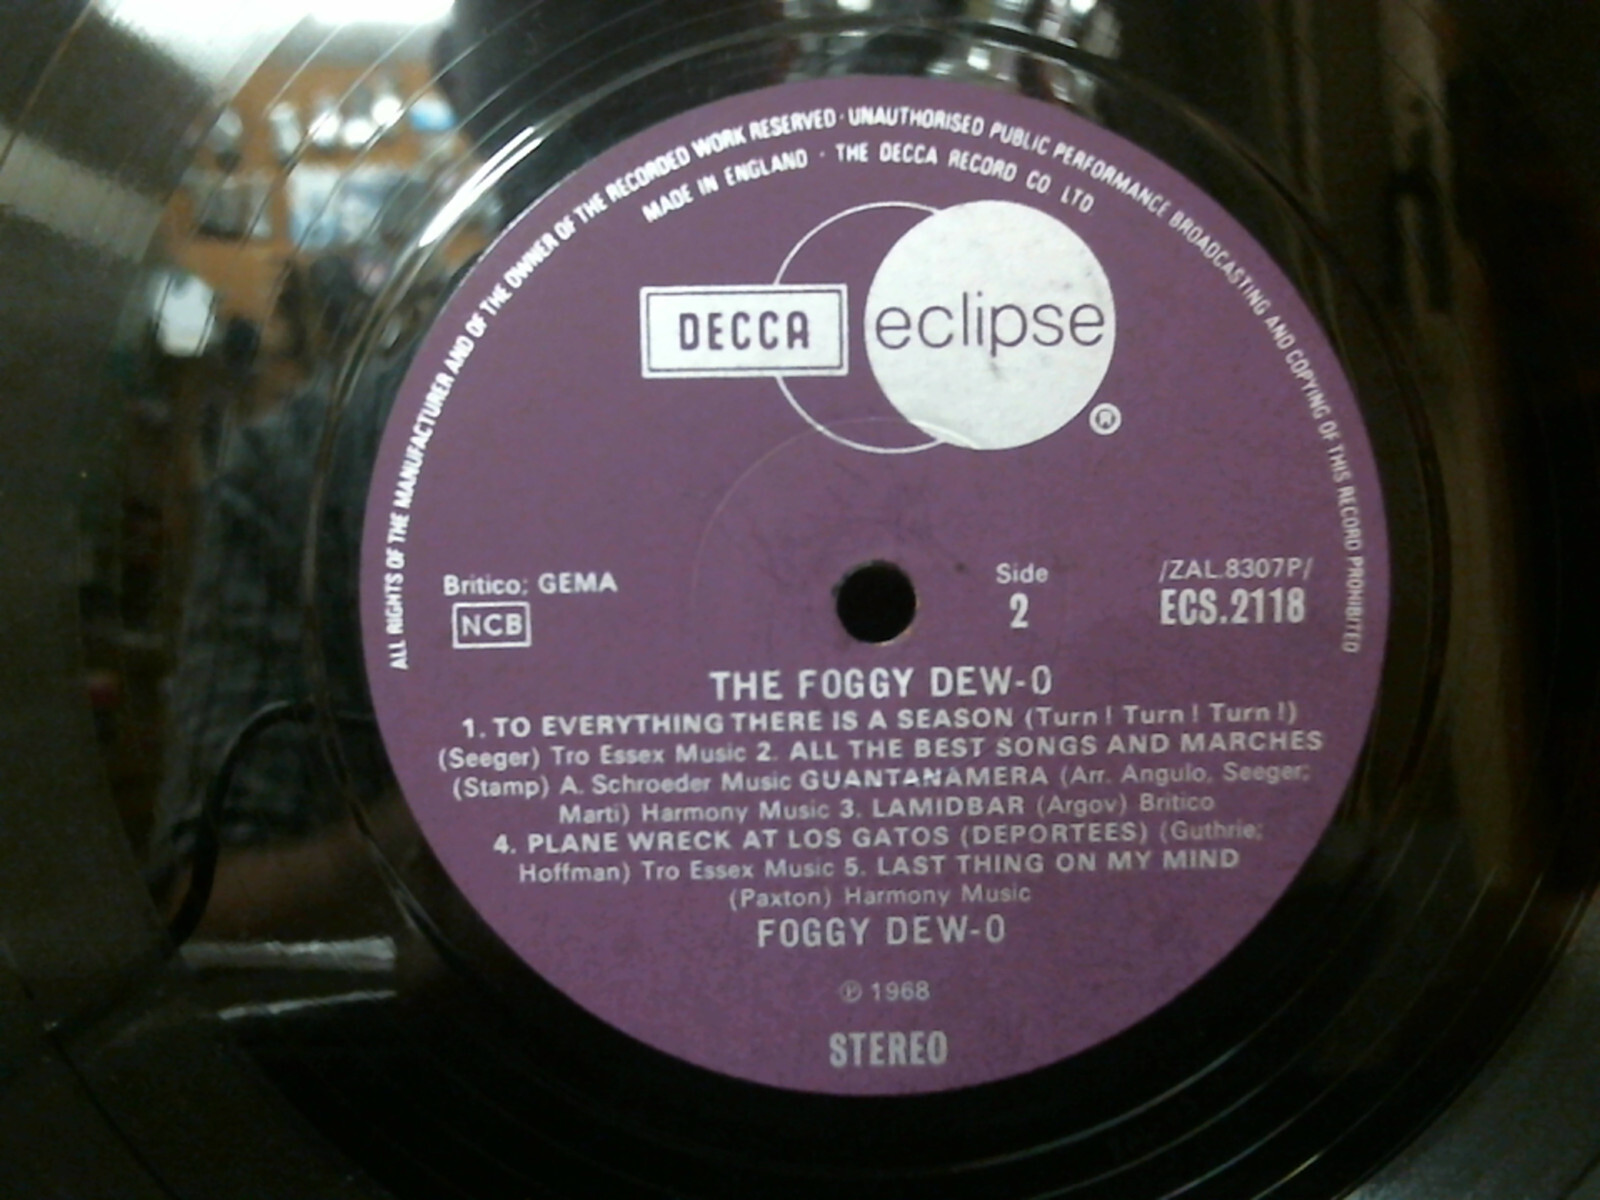 ALL RIGHTS OF THE MANUFACTURER AND OF THE OWNER OF THE RECORDED WORK RESERVED · UNAUTHORISED PUBLIC PERFORMANCE BROADCASTING AND COPYING OF THIS RECORD PROHIBITED
MADE IN ENGLAND · THE DECCA RECORD CO LTD.
DECCA eclipse
®
Britico; GEMA
NCB
Side
2
/ZAL.8307P/
ECS.2118
THE FOGGY DEW-O
1. TO EVERYTHING THERE IS A SEASON (Turn! Turn! Turn!)
(Seeger) Tro Essex Music 2. ALL THE BEST SONGS AND MARCHES
(Stamp) A. Schroeder Music GUANTANAMERA (Arr. Angulo, Seeger;
Marti) Harmony Music 3. LAMIDBAR (Argov) Britico
4. PLANE WRECK AT LOS GATOS (DEPORTEES) (Guthrie;
Hoffman) Tro Essex Music 5. LAST THING ON MY MIND
(Paxton) Harmony Music
FOGGY DEW-O
℗ 1968
STEREO